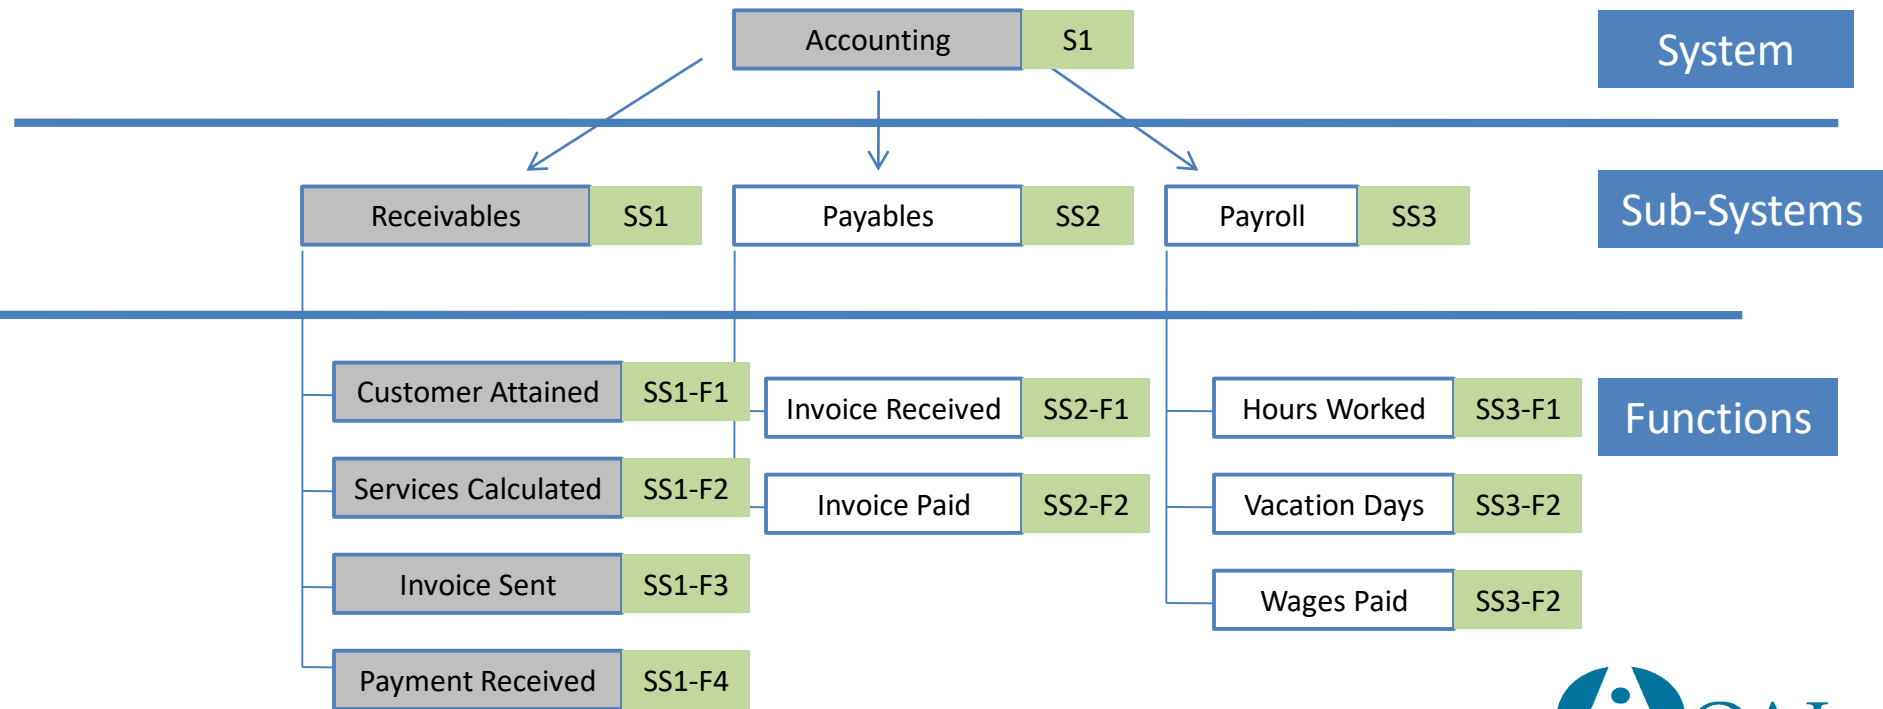 Accounting S1
System
Receivables SS1
Payables SS2
Payroll SS3
Sub-Systems
Customer Attained SS1-F1
Services Calculated SS1-F2
Invoice Sent SS1-F3
Payment Received SS1-F4
Invoice Received SS2-F1
Invoice Paid SS2-F2
Hours Worked SS3-F1
Vacation Days SS3-F2
Wages Paid SS3-F2
Functions